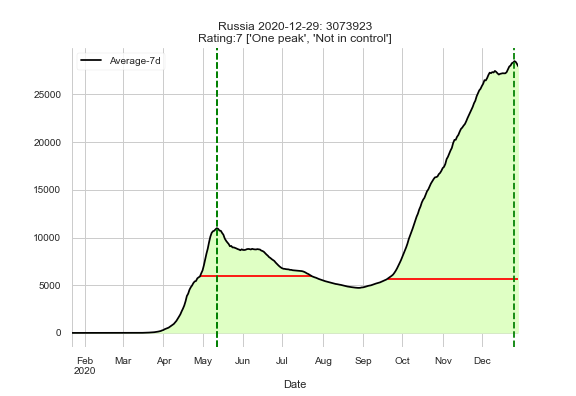 Russia 2020-12-29: 3073923
Rating:7 ['One peak', 'Not in control']
Average-7d
25000
20000
15000
10000
5000
0
Feb Mar Apr May Jun Jul Aug Sep Oct Nov Dec
2020
Date